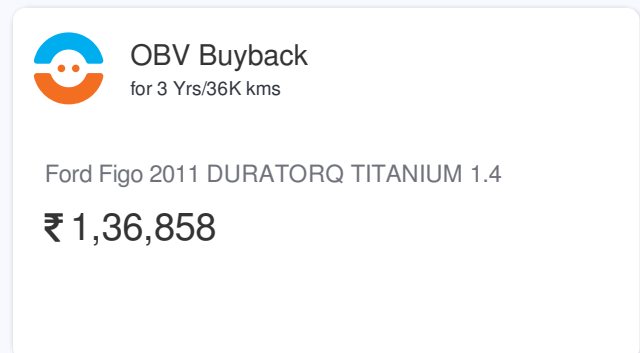 OBV Buyback
for 3 Yrs/36K kms
Ford Figo 2011 DURATORQ TITANIUM 1.4
₹ 1,36,858